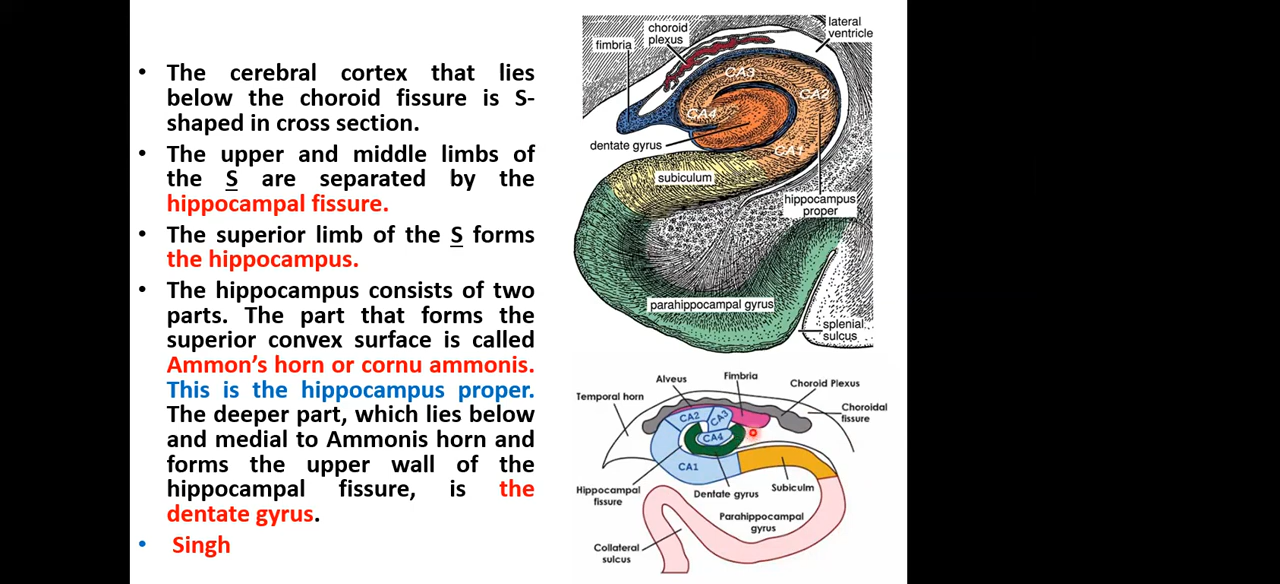 • The cerebral cortex that lies
below the choroid fissure is S-
shaped in cross section.
• The upper and middle limbs of
the S are separated by the
hippocampal fissure.
• The superior limb of the S forms
the hippocampus.
• The hippocampus consists of two
parts. The part that forms the
superior convex surface is called
Ammon's horn or cornu ammonis.
This is the hippocampus proper.
The deeper part, which lies below
and medial to Ammonis horn and
forms the upper wall of the
hippocampal fissure, is the
dentate gyrus.
• Singh
lateral
ventricle
choroid
plexus
fimbria
CA3
CA2
CA4
dentate gyrus
CA1
subiculum
hippocampus
proper
parahippocampal gyrus
splenial
sulcus
Fimbria
Alveus
Choroid Plexus
Temporal horn
Choroidal
fissure
CA2
CA3
CA4
CA1
Hippocampal
fissure
Dentate gyrus
Subiculm
Parahippocampal
gyrus
Collateral
sulcus